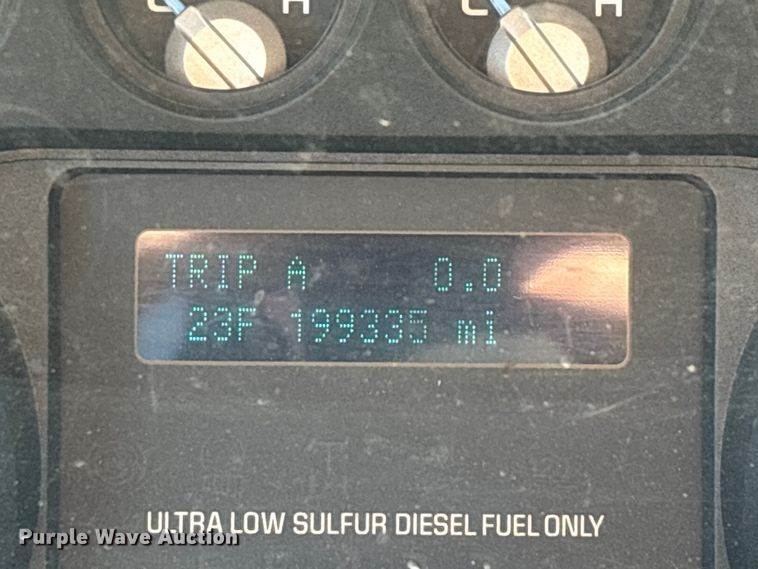 C H C H
TRIP A 0.0
23F 199335 mi
ULTRA LOW SULFUR DIESEL FUEL ONLY
Purple Wave Auction